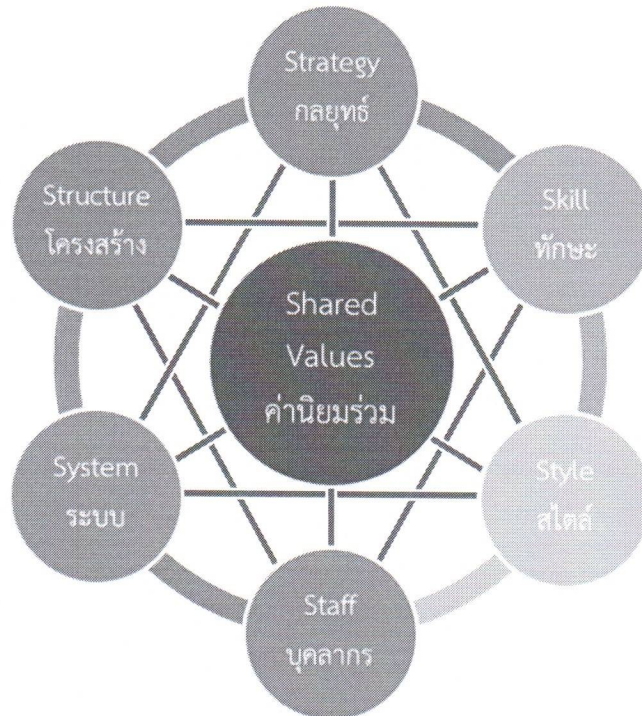 Strategy
กลยุทธ์
Structure
โครงสร้าง
Skill
ทักษะ
Shared
Values
ค่านิยมร่วม
System
ระบบ
Style
สไตล์
Staff
บุคลากร